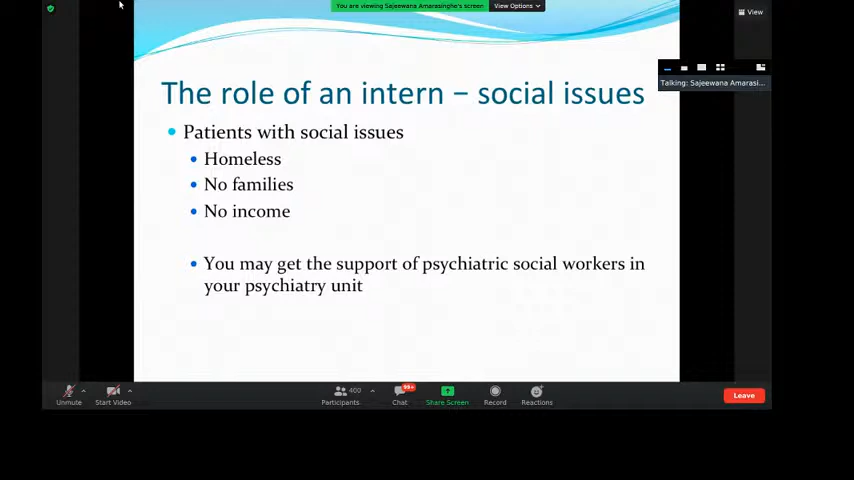 You are viewing Sajeewana Amarasinghe's screen
View Options
View
Talking: Sajeewana Amarasi...
The role of an intern – social issues
Patients with social issues
Homeless
No families
No income
You may get the support of psychiatric social workers in
your psychiatry unit
Unmute
Start Video
400
Participants
99+
Chat
Share Screen
Record
Reactions
Leave